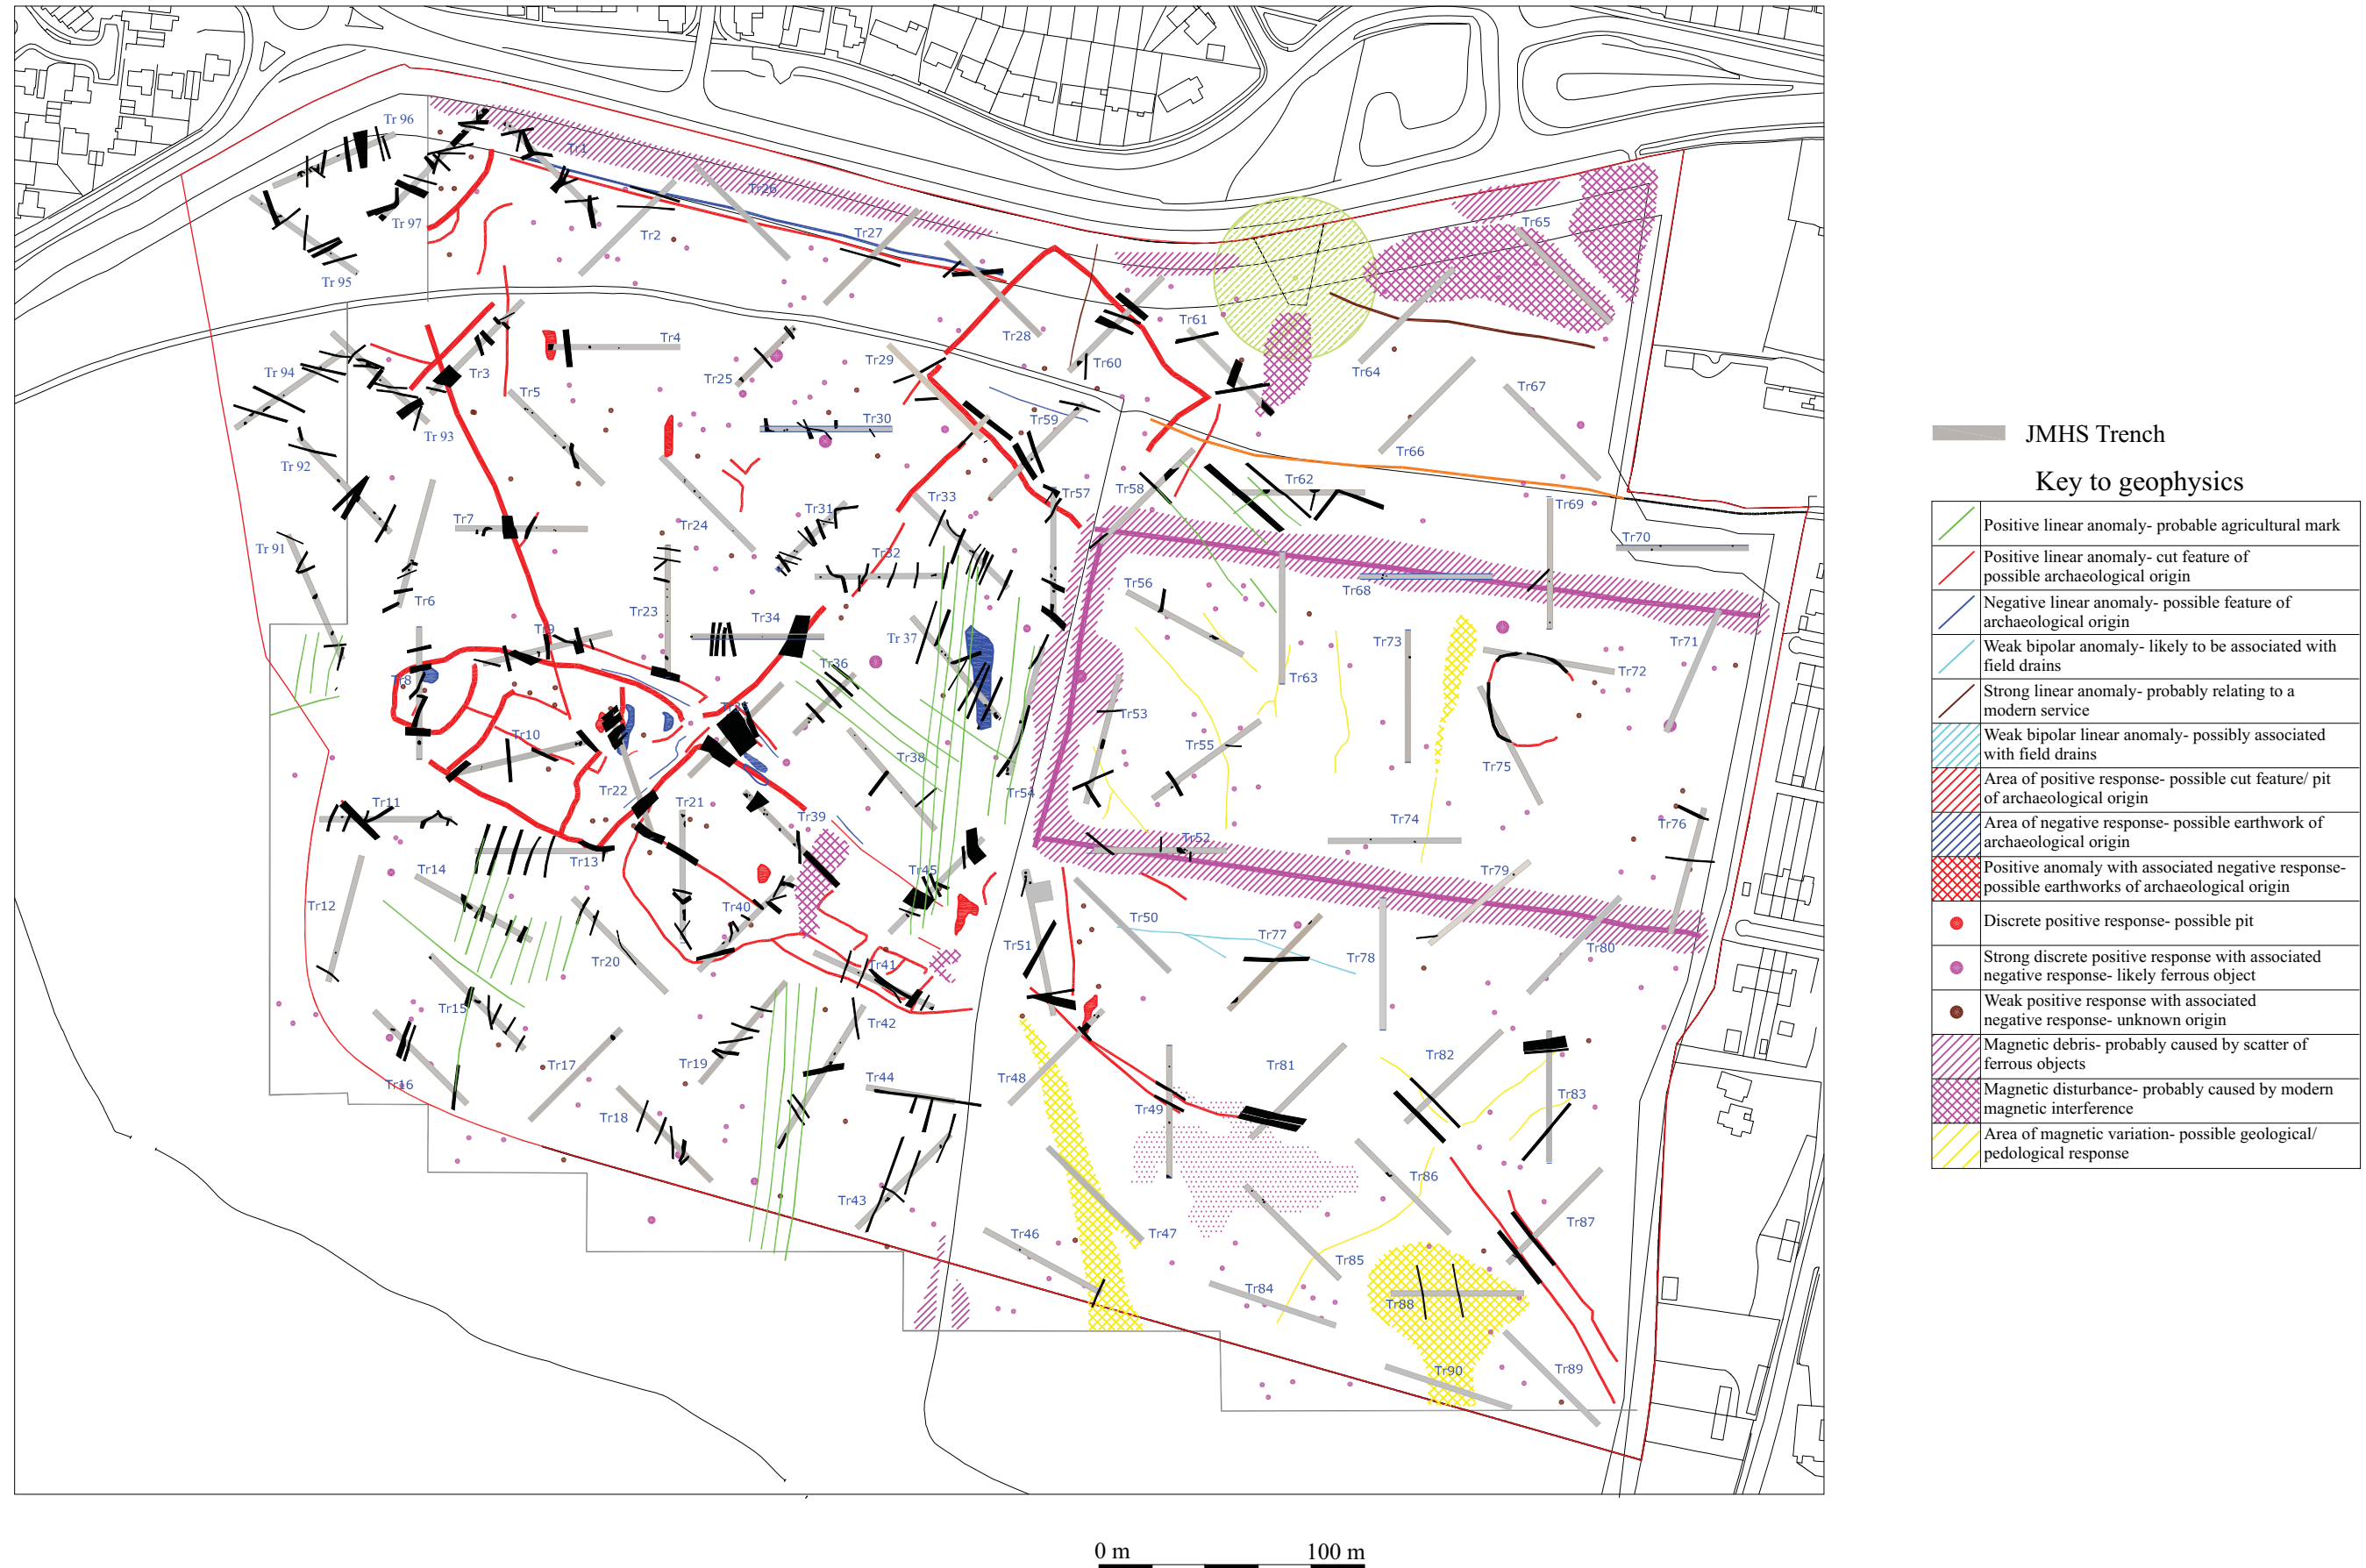 Tr 96
Tr1
Tr26
Tr 97
Tr2
Tr27
Tr65
Tr 95
Tr28
Tr61
Tr4
Tr29
Tr60
Tr 94
Tr3
Tr25
Tr64
Tr5
Tr67
Tr30
Tr59
Tr 93
Tr66
Tr 92
Tr62
Tr58
Tr57
Tr33
Tr31
Tr69
Tr7
Tr24
Tr70
Tr 91
Tr32
Tr56
Tr68
Tr6
Tr23
Tr34
Tr9
Tr 37
Tr73
Tr71
Tr36
Tr72
Tr63
Tr8
Tr35
Tr53
Tr10
Tr55
Tr38
Tr75
Tr22
Tr54
Tr21
Tr11
Tr39
Tr74
Tr76
Tr52
Tr13
Tr14
Tr45
Tr79
Tr12
Tr40
Tr50
Tr77
Tr51
Tr80
Tr20
Tr41
Tr78
Tr15
Tr42
Tr82
Tr17
Tr19
Tr81
Tr16
Tr44
Tr48
Tr83
Tr49
Tr18
Tr86
Tr43
Tr87
Tr46
Tr47
Tr85
Tr84
Tr88
Tr90
Tr89
0 m
100 m
JMHS Trench
Key to geophysics
Positive linear anomaly- probable agricultural mark
Positive linear anomaly- cut feature of
possible archaeological origin
Negative linear anomaly- possible feature of
archaeological origin
Weak bipolar anomaly- likely to be associated with
field drains
Strong linear anomaly- probably relating to a
modern service
Weak bipolar linear anomaly- possibly associated
with field drains
Area of positive response- possible cut feature/ pit
of archaeological origin
Area of negative response- possible earthwork of
archaeological origin
Positive anomaly with associated negative response-
possible earthworks of archaeological origin
Discrete positive response- possible pit
Strong discrete positive response with associated
negative response- likely ferrous object
Weak positive response with associated
negative response- unknown origin
Magnetic debris- probably caused by scatter of
ferrous objects
Magnetic disturbance- probably caused by modern
magnetic interference
Area of magnetic variation- possible geological/
pedological response